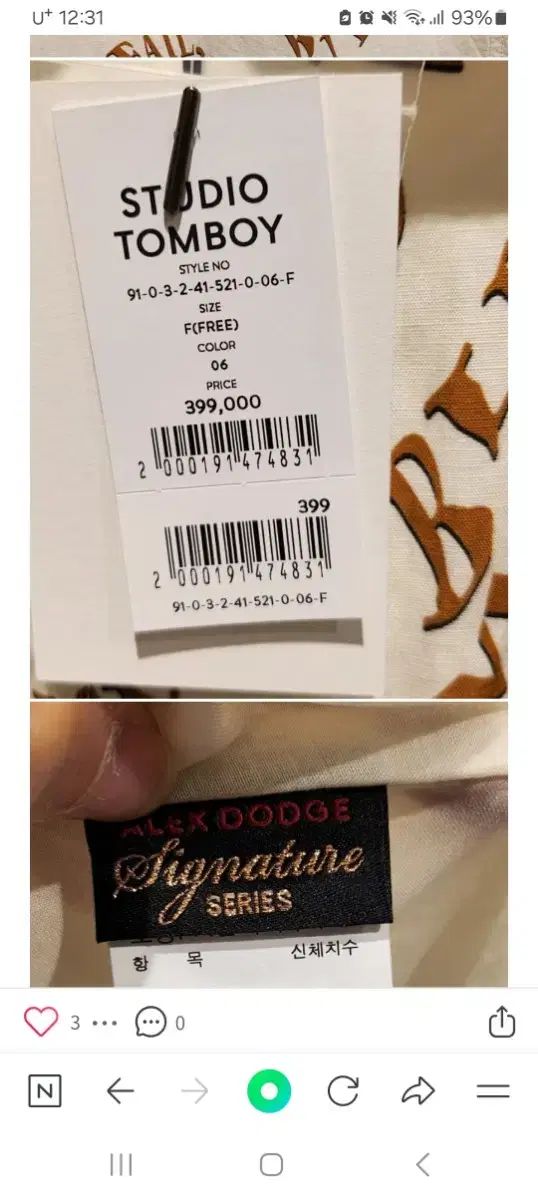 U+ 12:31
93%
STUDIO
TOMBOY
STYLE NO
91-0-3-2-41-521-0-06-F
SIZE
F(FREE)
COLOR
06
PRICE
399,000
2 000191 474831
399
2 000191 474831
91-0-3-2-41-521-0-06-F
ALEX DODGE
Signature
SERIES
항 목 신체치수
3 0
N